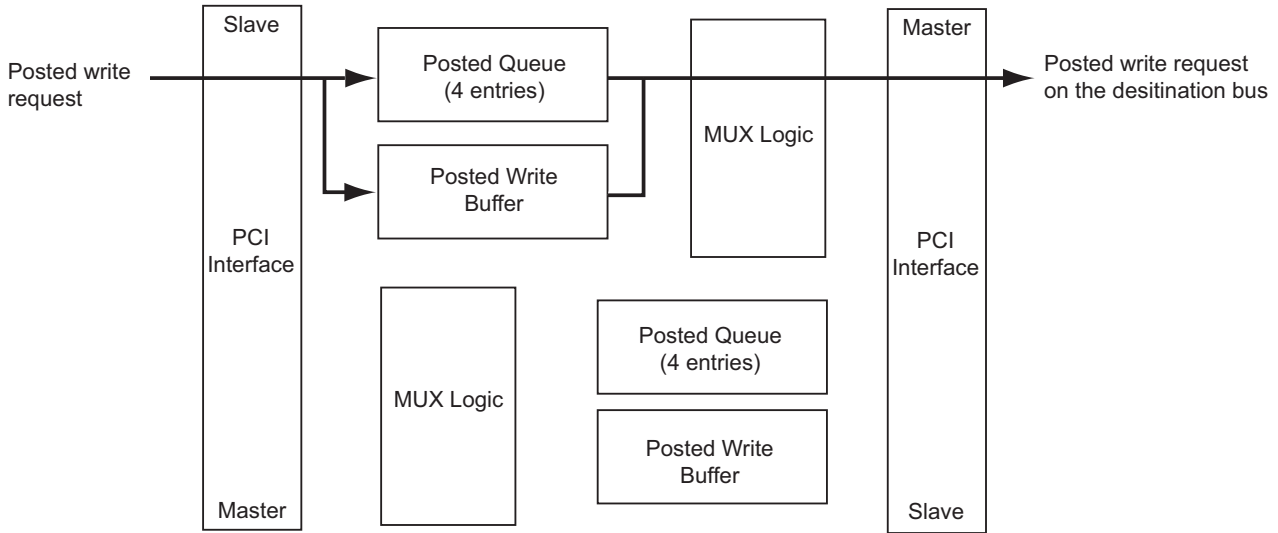 Slave
Master
Posted write
request
Posted Queue
(4 entries)
Posted write request
on the desitination bus
MUX Logic
Posted Write
Buffer
PCI
Interface
PCI
Interface
Posted Queue
(4 entries)
MUX Logic
Posted Write
Buffer
Master
Slave